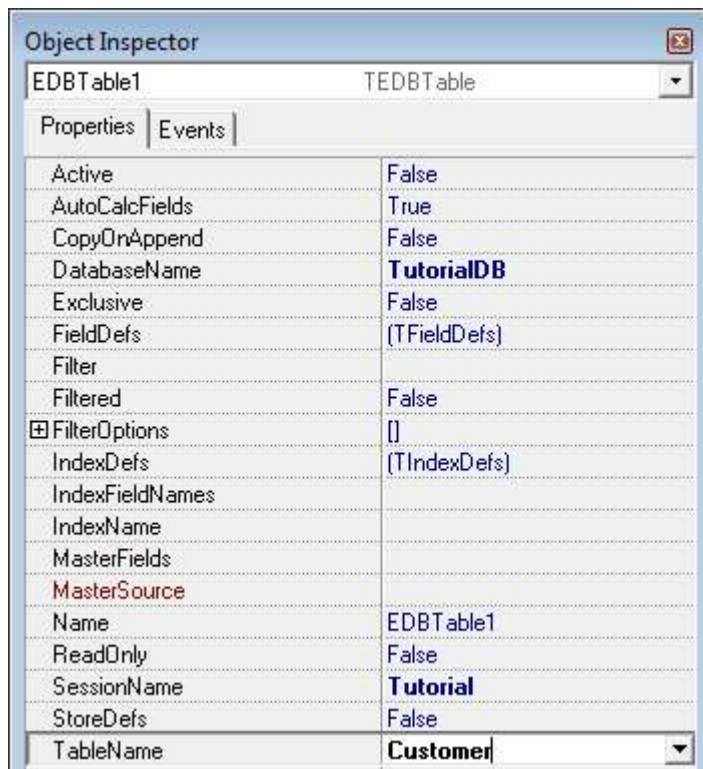 Object Inspector
EDBTable1 TEDBTable
Properties Events
Active False
AutoCalcFields True
CopyOnAppend False
DatabaseName TutorialDB
Exclusive False
FieldDefs (TFieldDefs)
Filter
Filtered False
FilterOptions []
IndexDefs (TIndexDefs)
IndexFieldNames
IndexName
MasterFields
MasterSource
Name EDBTable1
ReadOnly False
SessionName Tutorial
StoreDefs False
TableName Customer